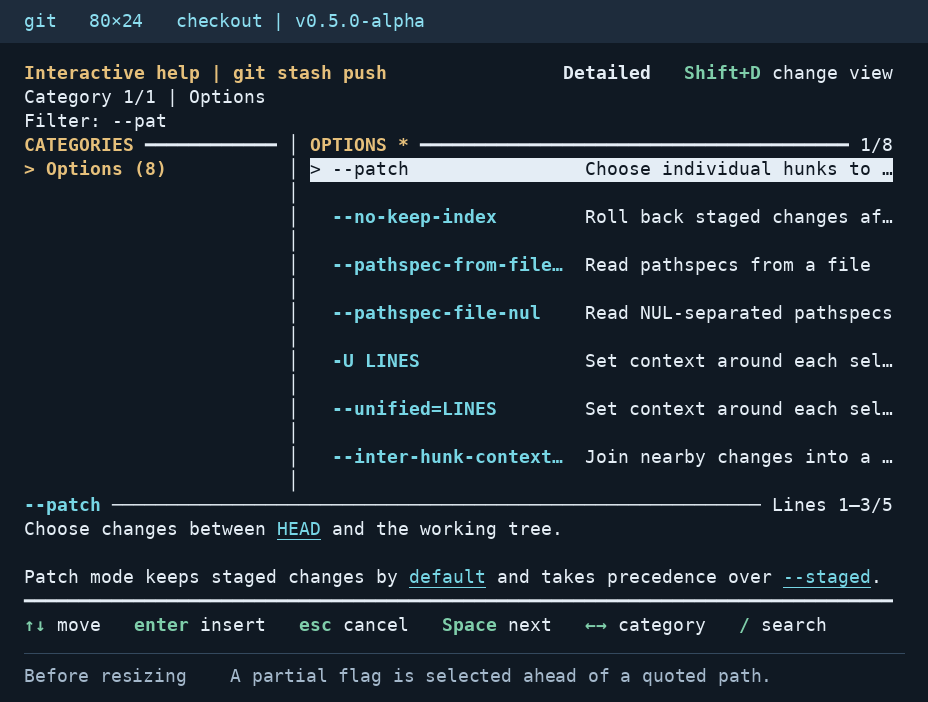 git   80×24   checkout | v0.5.0-alpha
Interactive help | git stash push                Detailed   Shift+D change view
Category 1/1 | Options
Filter: --pat
CATEGORIES ──────────── │ OPTIONS * ─────────────────────────────────────── 1/8
> Options (8)           │ > --patch                Choose individual hunks to …
│   --no-keep-index        Roll back staged changes af…
│   --pathspec-from-file…  Read pathspecs from a file
│   --pathspec-file-nul    Read NUL-separated pathspecs
│   -U LINES               Set context around each sel…
│   --unified=LINES        Set context around each sel…
│   --inter-hunk-context…  Join nearby changes into a …
--patch ─────────────────────────────────────────────────────────── Lines 1–3/5
Choose changes between HEAD and the working tree.
Patch mode keeps staged changes by default and takes precedence over --staged.
↑↓ move   enter insert   esc cancel   Space next   ←→ category   / search
Before resizing    A partial flag is selected ahead of a quoted path.